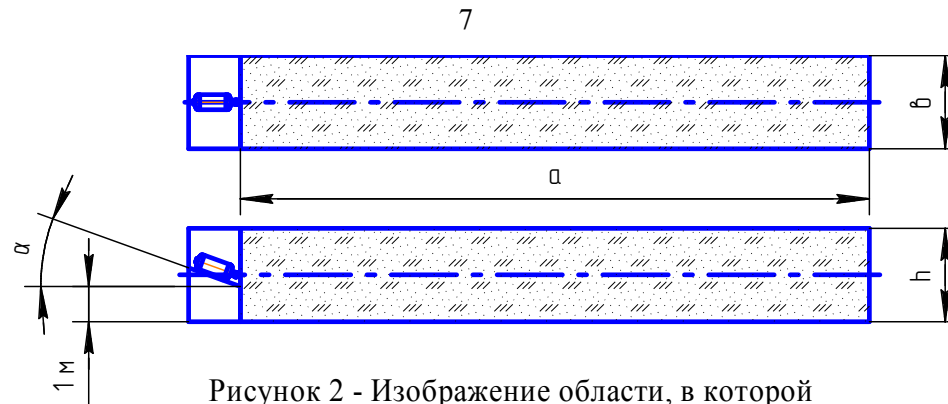 7
в
а
α
h
1 м
Рисунок 2 - Изображение области, в которой